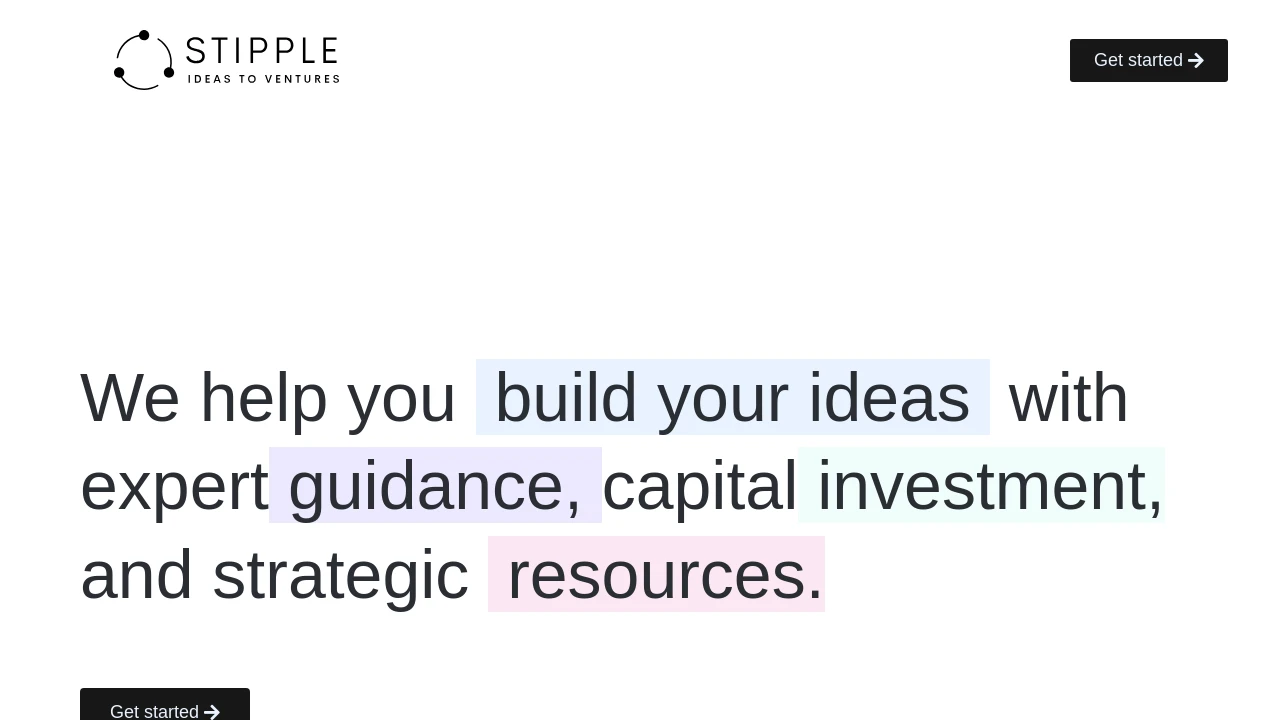 STIPPLE
IDEAS TO VENTURES
Get started
We help you build your ideas with
expert guidance, capital investment,
and strategic resources.
Get started